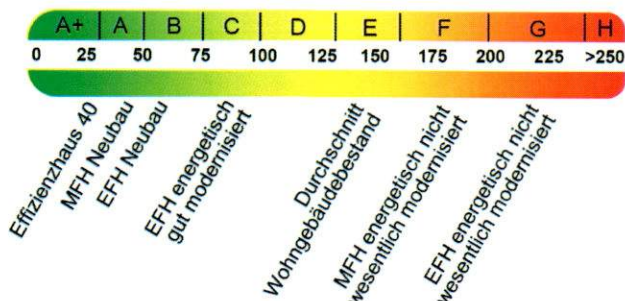 A+ A B C D E F G H
0 25 50 75 100 125 150 175 200 225 >250
Effizienzhaus 40
MFH Neubau
EFH Neubau
EFH energetisch
gut modernisiert
Durchschnitt
Wohngebäudebestand
MFH energetisch nicht
wesentlich modernisiert
EFH energetisch nicht
wesentlich modernisiert